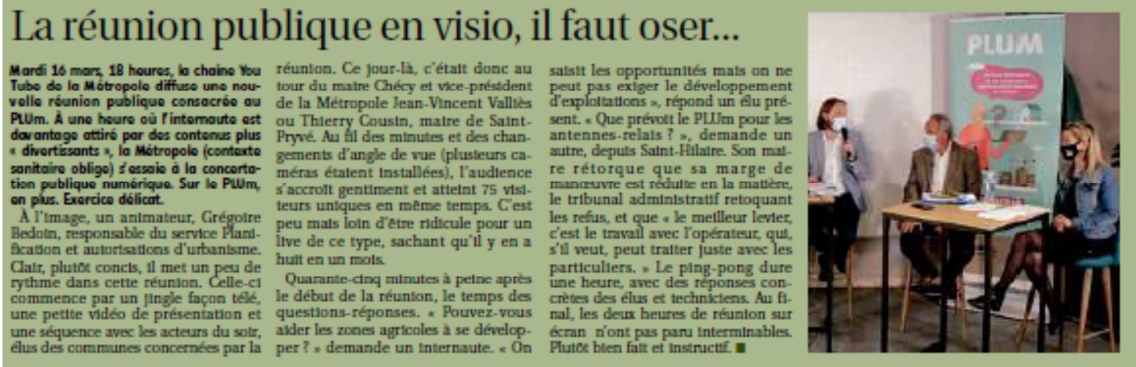 La réunion publique en visio, il faut oser...
Mardi 16 mars, 18 heures, la chaîne You
Tube de la Métropole diffuse une nou-
velle réunion publique consacrée au
PLUm. À une heure où l'internaute est
davantage attiré par des contenus plus
« divertissants », la Métropole (contexte
sanitaire oblige) s'essaie à la concerta-
tion publique numérique. Sur le PLUm,
en plus. Exercice délicat.
À l'image, un animateur, Grégoire
Bedoin, responsable du service Plani-
fication et autorisations d'urbanisme.
Clair, plutôt concis, il met un peu de
rythme dans cette réunion. Celle-ci
commence par un jingle façon télé,
une petite vidéo de présentation et
une séquence avec les acteurs du soir,
élus des communes concernées par la
réunion. Ce jour-là, c'était donc au
tour du maire Chécy et vice-président
de la Métropole Jean-Vincent Valliès
ou Thierry Cousin, maire de Saint-
Pryvé. Au fil des minutes et des chan-
gements d'angle de vue (plusieurs ca-
méras étaient installées), l'audience
s'accroît gentiment et atteint 75 visi-
teurs uniques en même temps. C'est
peu mais loin d'être ridicule pour un
live de ce type, sachant qu'il y en a
huit en un mois.
Quarante-cinq minutes à peine après
le début de la réunion, le temps des
questions-réponses. « Pouvez-vous
aider les zones agricoles à se dévelop-
per ? » demande un internaute. « On
saisit les opportunités mais on ne
peut pas exiger le développement
d'exploitations », répond un élu pré-
sent. « Que prévoit le PLUm pour les
antennes-relais ? », demande un
autre, depuis Saint-Hilaire. Son mai-
re rétorque que sa marge de
manœuvre est réduite en la matière,
le tribunal administratif retoquant
les refus, et que « le meilleur levier,
c'est le travail avec l'opérateur, qui,
s'il veut, peut traiter juste avec les
particuliers. » Le ping-pong dure
une heure, avec des réponses con-
crètes des élus et techniciens. Au fi-
nal, les deux heures de réunion sur
écran n'ont pas paru interminables.
Plutôt bien fait et instructif.
PLUM